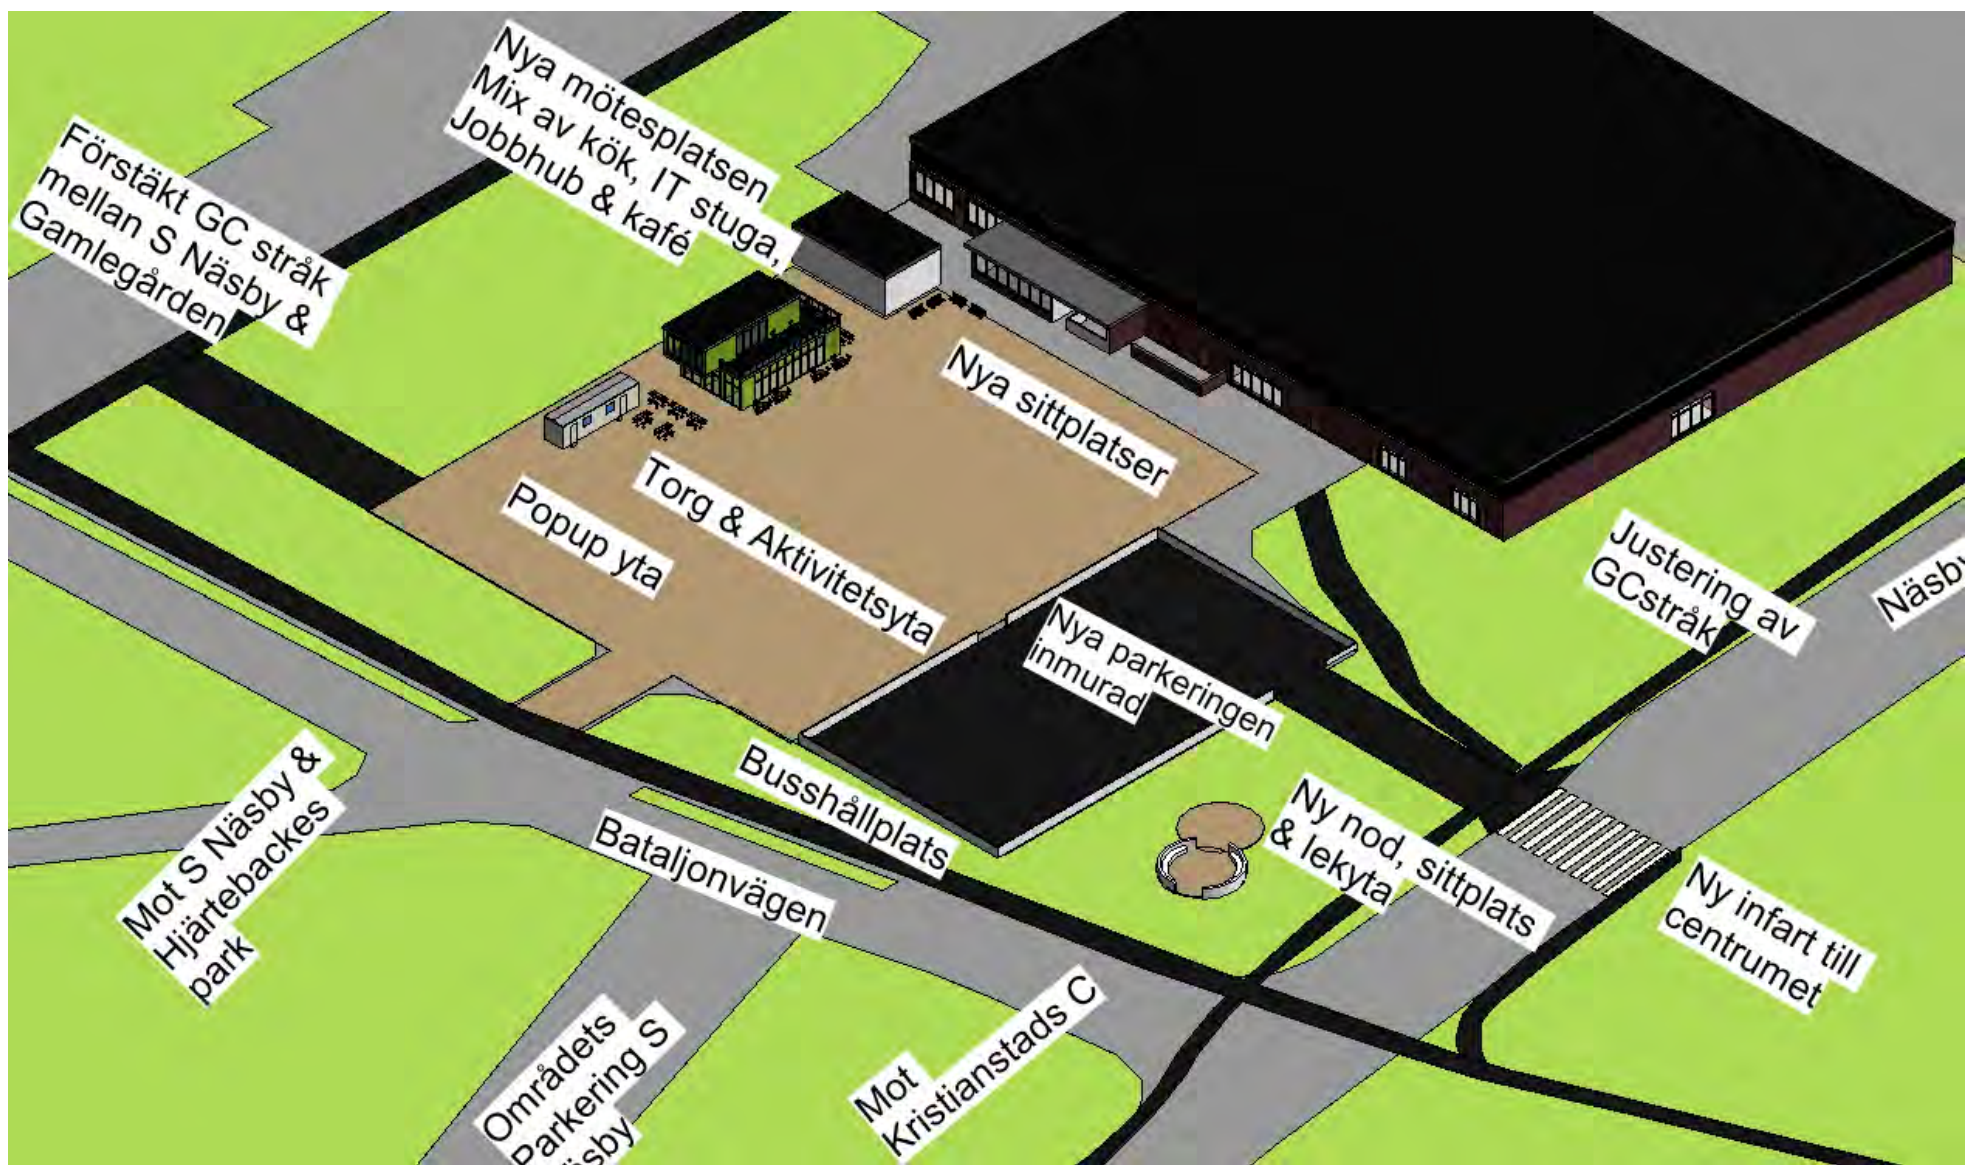 Nya mötesplatsen
Mix av kök, IT stuga,
Jobbhub & kafé
Förstäkt GC stråk
mellan S Näsby &
Gamlegården
Nya sittplatser
Torg & Aktivitetsyta
Popup yta
Justering av
GCstråk
Nya parkeringen
inmurad
Busshållplats
Bataljonvägen
Ny nod, sittplats
& lekyta
Ny infart till
centrumet
Mot S Näsby &
Hjärtebackes
park
Områdets
Parkering S
Mot
Kristianstads C